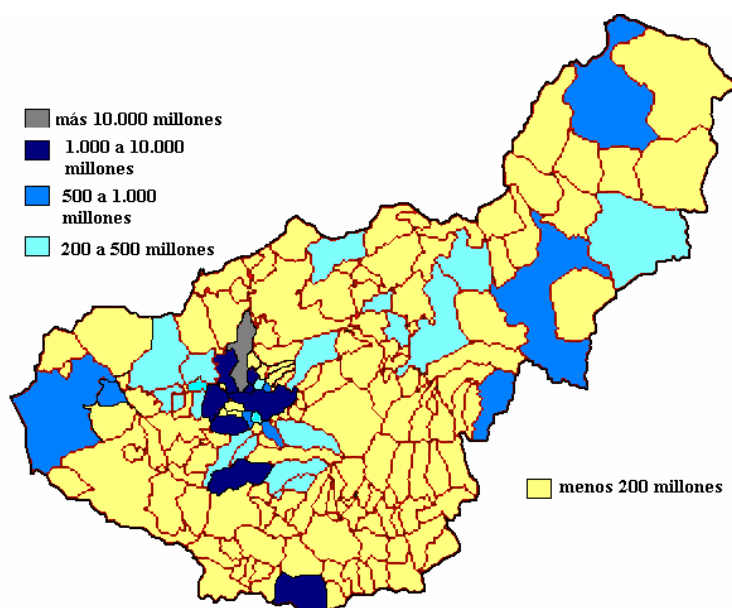 más 10.000 millones
1.000 a 10.000
millones
500 a 1.000
millones
200 a 500 millones
menos 200 millones